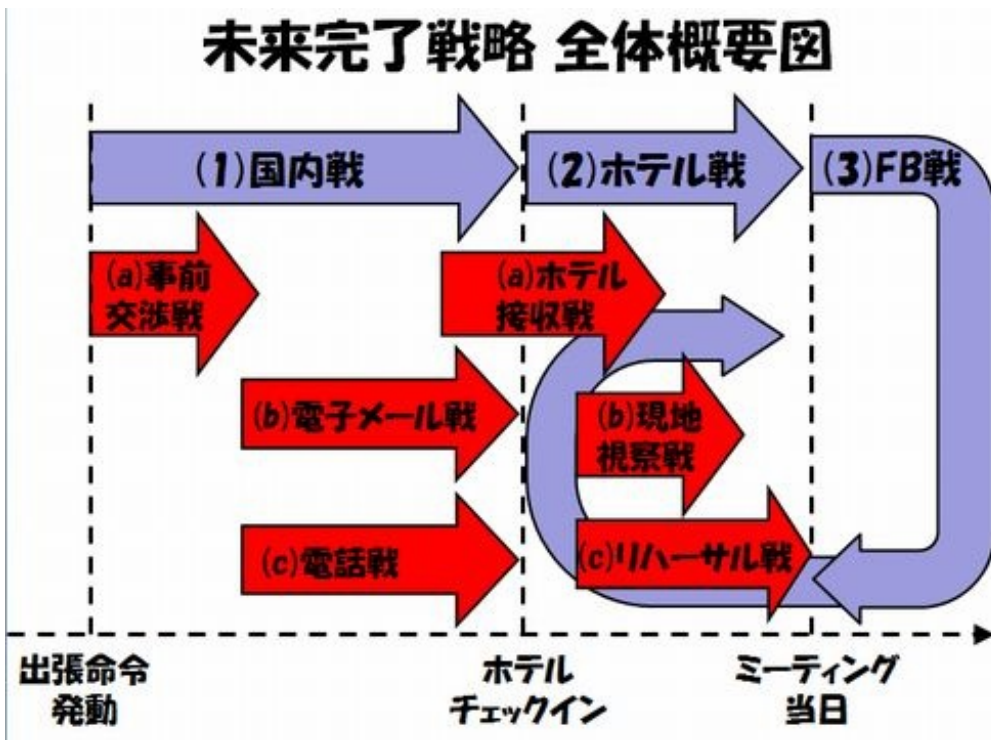 未来完了戦略 全体概要図
(1)国内戦
(2)ホテル戦
(3)FB戦
(a)事前
交渉戦
(a)ホテル
接収戦
(b)電子メール戦
(b)現地
視察戦
(c)電話戦
(c)リハーサル戦
出張命令
発動
ホテル
チェックイン
ミーティング
当日